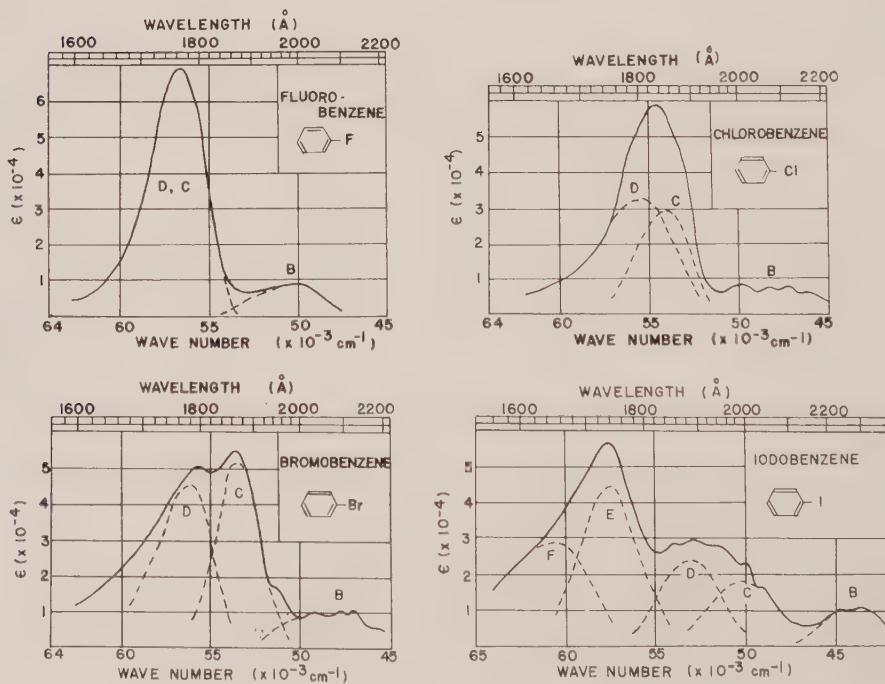 WAVELENGTH (Å)
1600 1800 2000 2200
FLUORO-
BENZENE
F
D, C
B
ϵ (x 10⁻⁴)
6
5
4
3
2
1
64 60 55 50 45
WAVE NUMBER (x 10⁻³ cm⁻¹)
WAVELENGTH (Å)
1600 1800 2000 2200
CHLOROBENZENE
Cl
D
C
B
ϵ (x 10⁻⁴)
5
4
3
2
1
64 60 55 50 45
WAVE NUMBER (x 10⁻³ cm⁻¹)
WAVELENGTH (Å)
1600 1800 2000 2200
BROMOBENZENE
Br
D
C
B
ϵ (x 10⁻⁴)
5
4
3
2
1
64 60 55 50 45
WAVE NUMBER (x 10⁻³ cm⁻¹)
WAVELENGTH (Å)
1600 1800 2000 2200
IODOBENZENE
I
E
F
D
C
B
ϵ (x 10⁻⁴)
5
4
3
2
1
65 60 55 50 45
WAVE NUMBER (x 10⁻³ cm⁻¹)